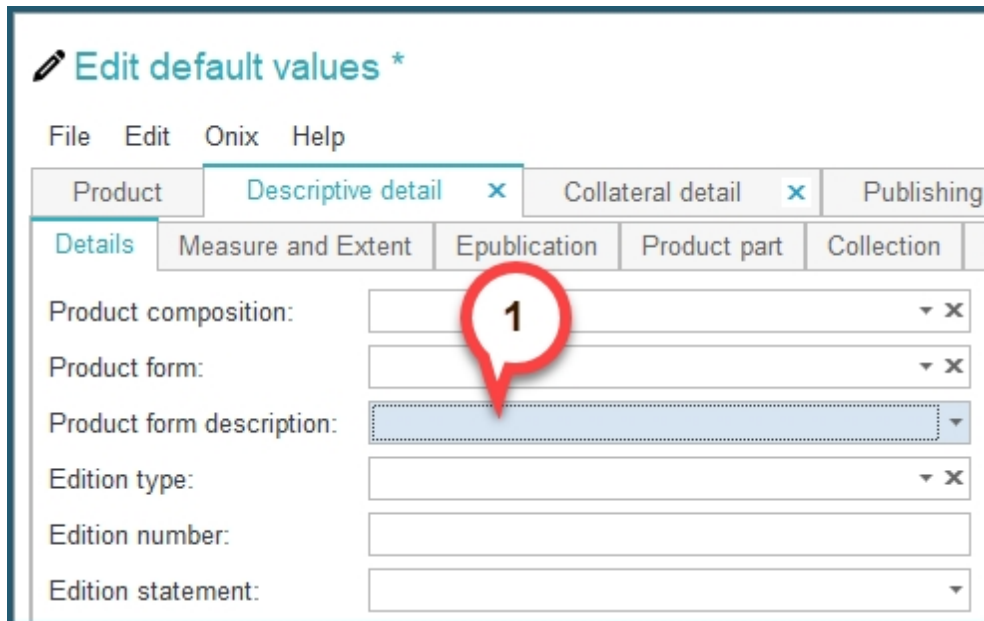 Edit default values *
File Edit Onix Help
Product Descriptive detail x Collateral detail x Publishing
Details Measure and Extent Epublication Product part Collection
Product composition:
1
Product form:
Product form description:
Edition type:
Edition number:
Edition statement: